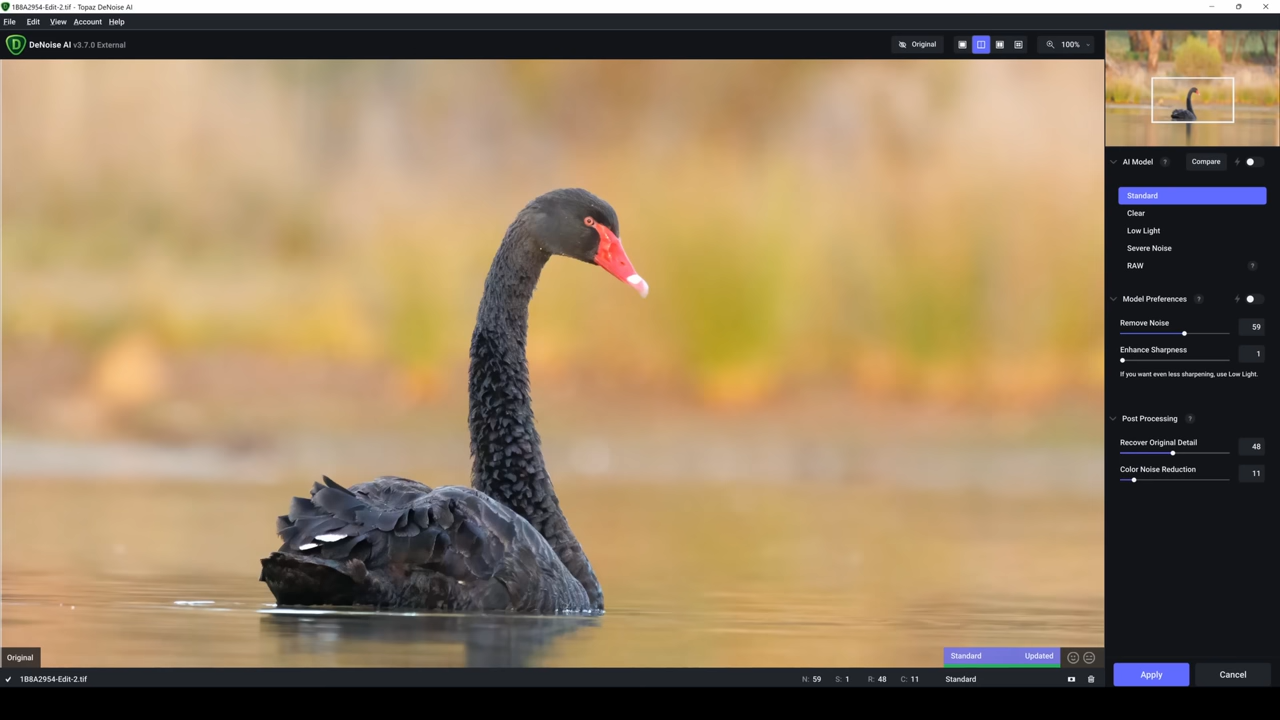 1B8A2954-Edit-2.tif - Topaz DeNoise AI
File Edit View Account Help
DeNoise AI v3.7.0 External
Original
100%
AI Model ? Compare
Standard
Clear
Low Light
Severe Noise
RAW ?
Model Preferences ?
Remove Noise 59
Enhance Sharpness 1
If you want even less sharpening, use Low Light.
Post Processing ?
Recover Original Detail 48
Color Noise Reduction 11
Original
Standard Updated
1B8A2954-Edit-2.tif N: 59 S: 1 R: 48 C: 11 Standard
Apply Cancel